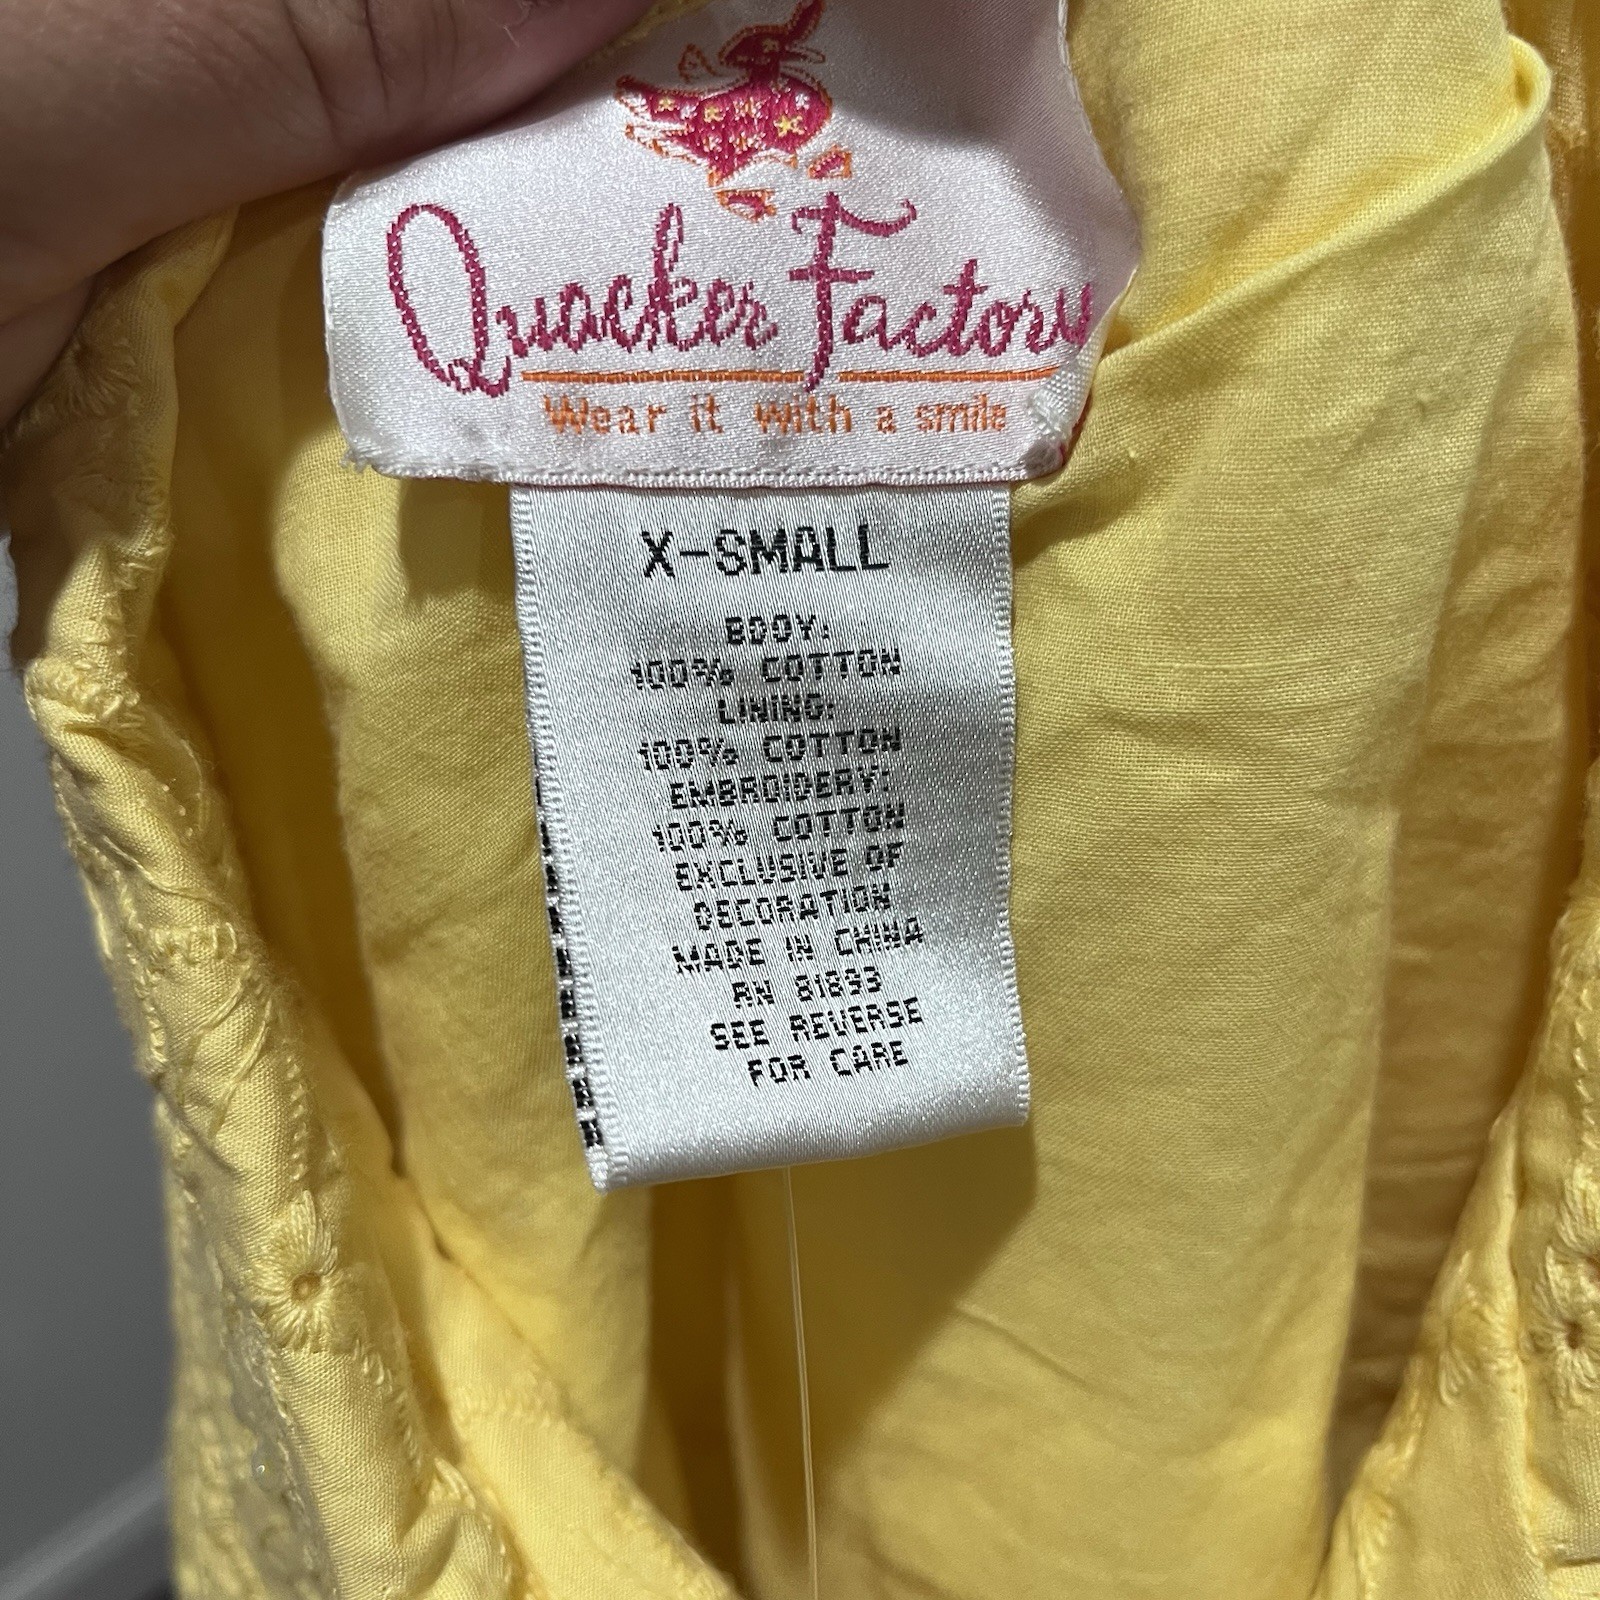 Quacker Factory
Wear it with a smile
X-SMALL
BODY:
100% COTTON
LINING:
100% COTTON
EMBROIDERY:
100% COTTON
EXCLUSIVE OF
DECORATION
MADE IN CHINA
RN 81893
SEE REVERSE
FOR CARE